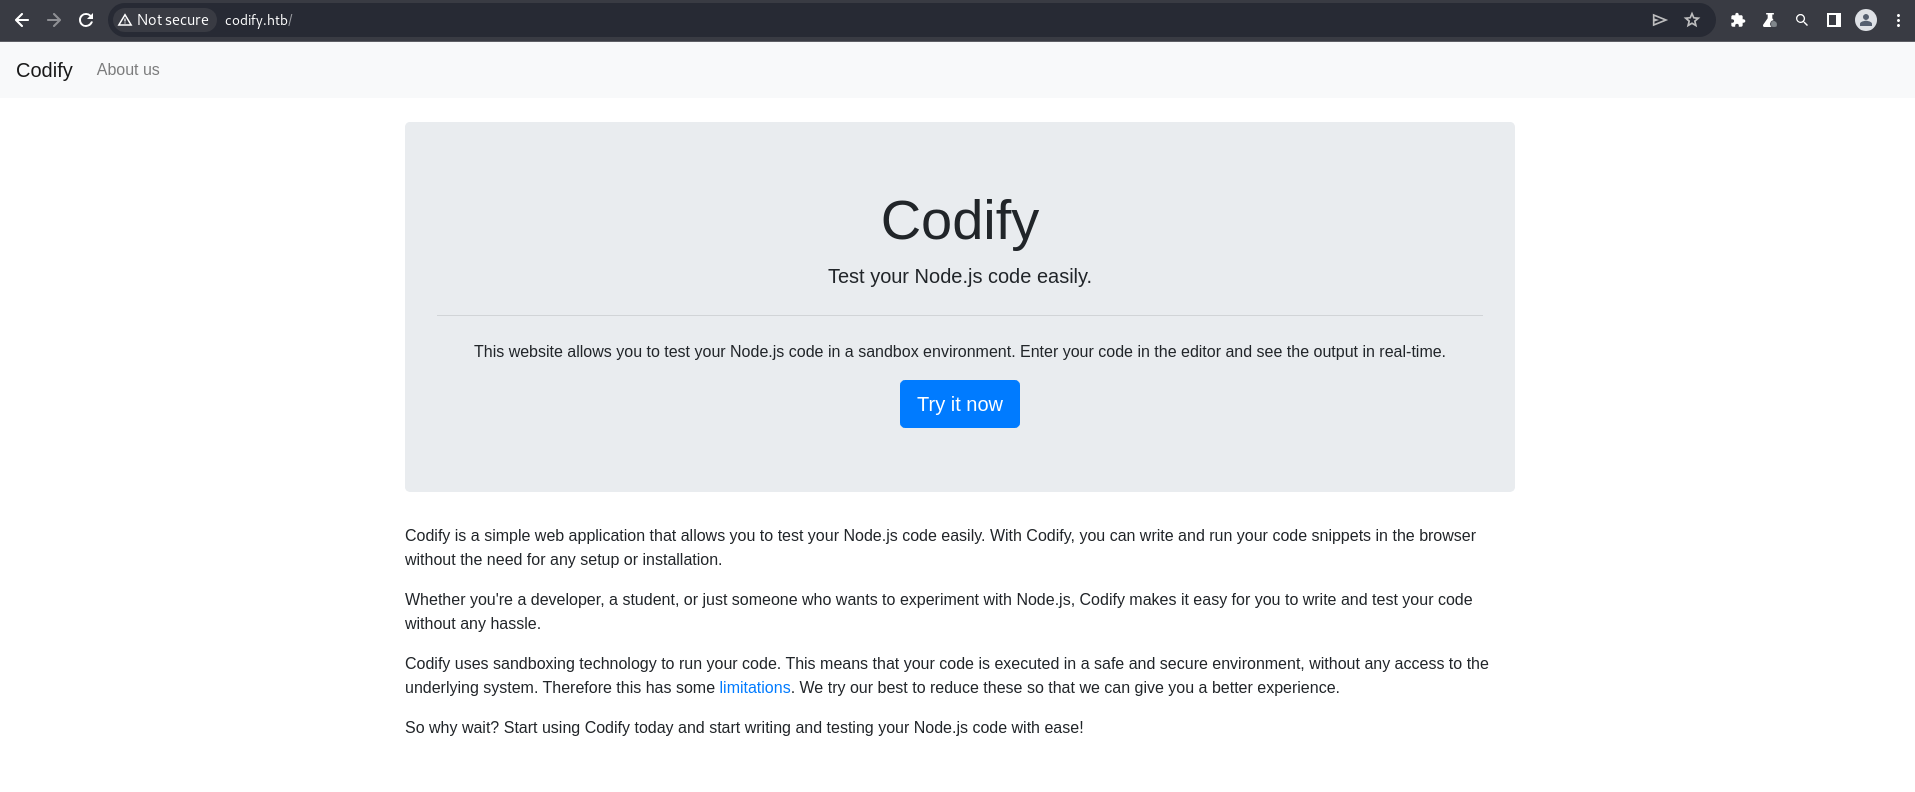 Not secure codify.htb/
Codify About us
Codify
Test your Node.js code easily.
This website allows you to test your Node.js code in a sandbox environment. Enter your code in the editor and see the output in real-time.
Try it now
Codify is a simple web application that allows you to test your Node.js code easily. With Codify, you can write and run your code snippets in the browser
without the need for any setup or installation.
Whether you're a developer, a student, or just someone who wants to experiment with Node.js, Codify makes it easy for you to write and test your code
without any hassle.
Codify uses sandboxing technology to run your code. This means that your code is executed in a safe and secure environment, without any access to the
underlying system. Therefore this has some limitations. We try our best to reduce these so that we can give you a better experience.
So why wait? Start using Codify today and start writing and testing your Node.js code with ease!